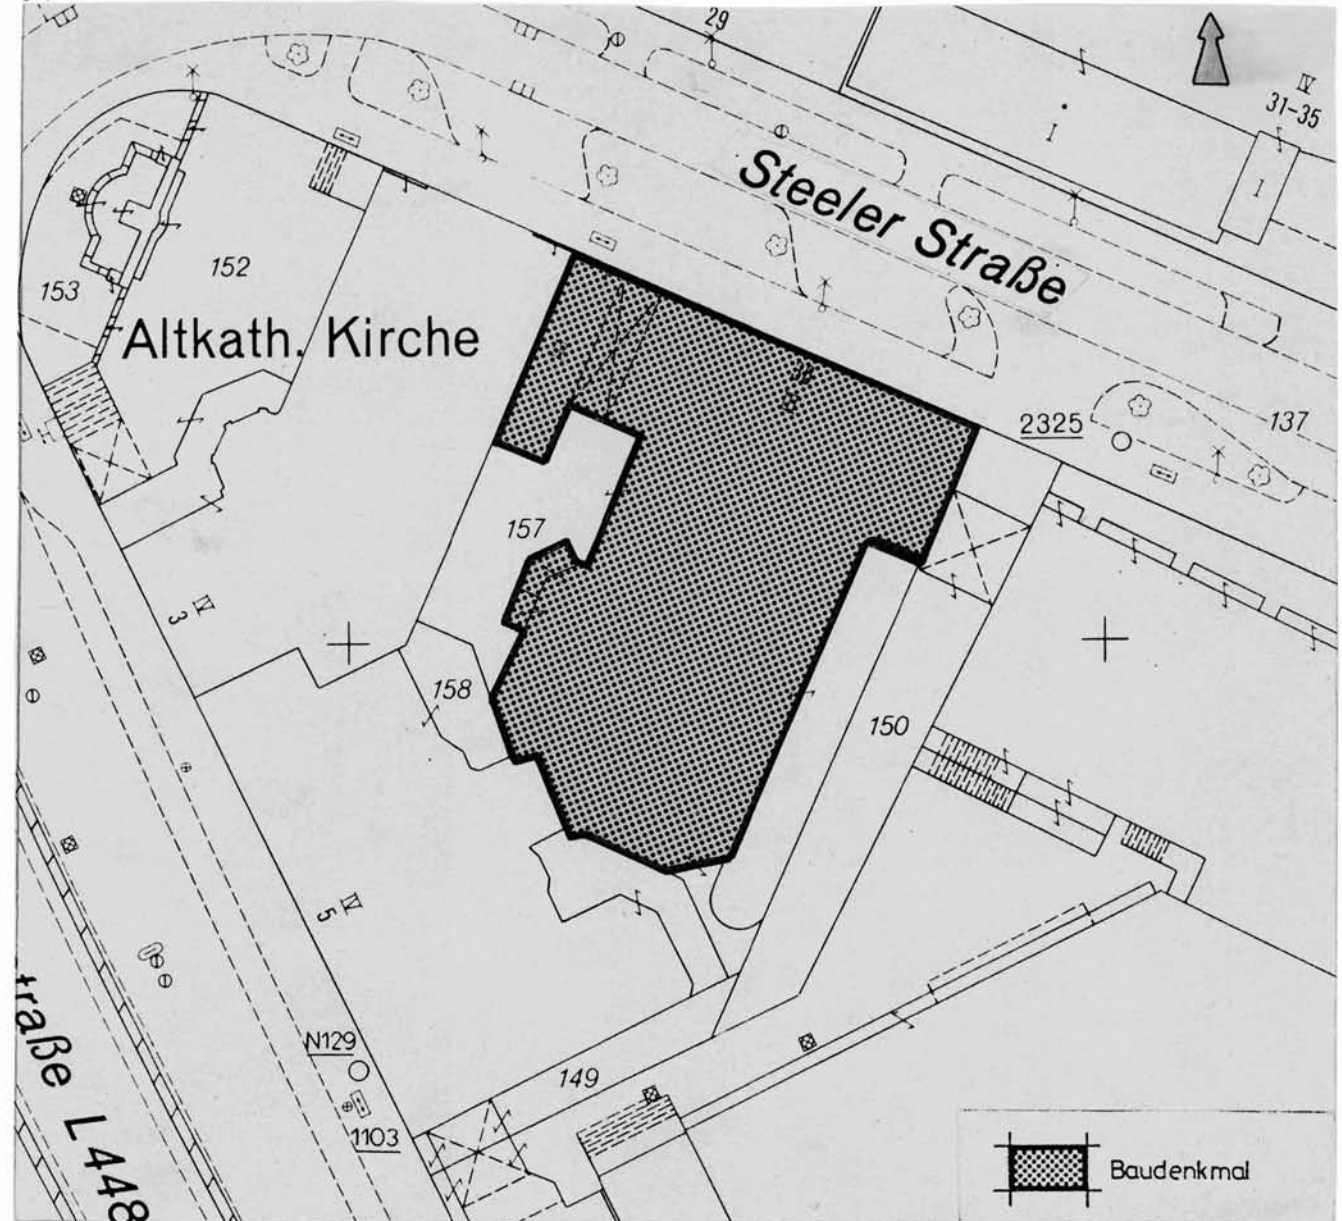 29
IV
31-35
I
I
Steeler Straße
152
153
Altkath. Kirche
2325
137
157
IV
3
158
150
IV
5
N129
1103
149
traße L 448
Baudenkmal